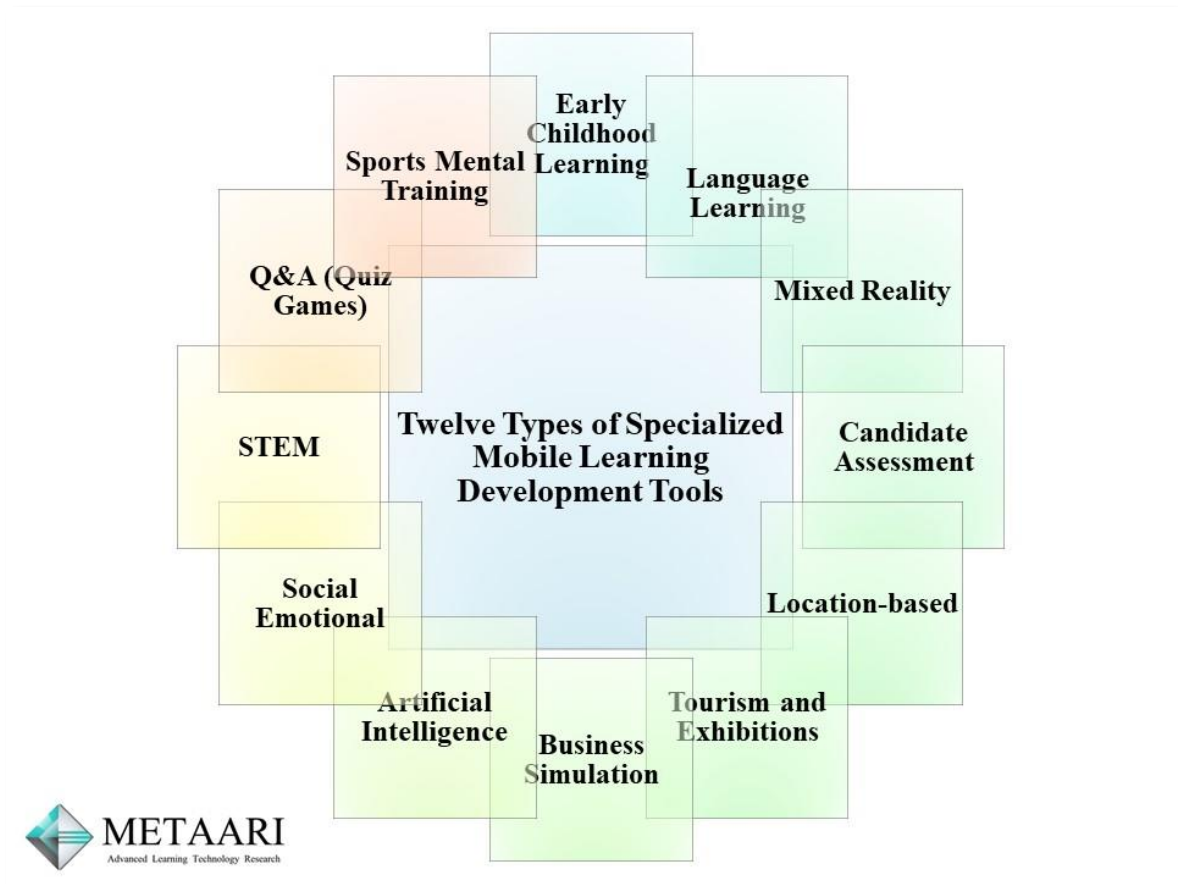 Early
Childhood
Learning
Language
Learning
Mixed Reality
Candidate
Assessment
Location-based
Tourism and
Exhibitions
Business
Simulation
Artificial
Intelligence
Social
Emotional
STEM
Q&A (Quiz
Games)
Sports Mental
Training
Twelve Types of Specialized
Mobile Learning
Development Tools
METAARI
Advanced Learning Technology Research